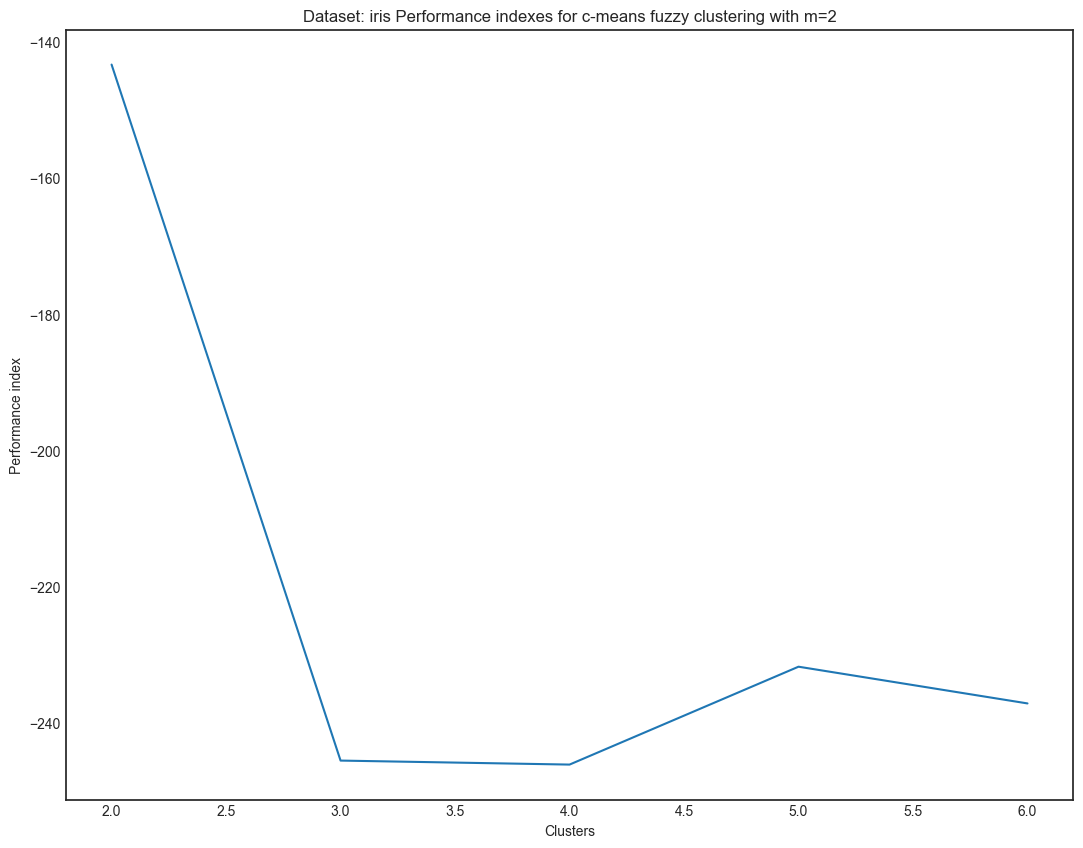 Dataset: iris Performance indexes for c-means fuzzy clustering with m=2
−140
−160
−180
−200
−220
−240
Performance index
2.0 2.5 3.0 3.5 4.0 4.5 5.0 5.5 6.0
Clusters